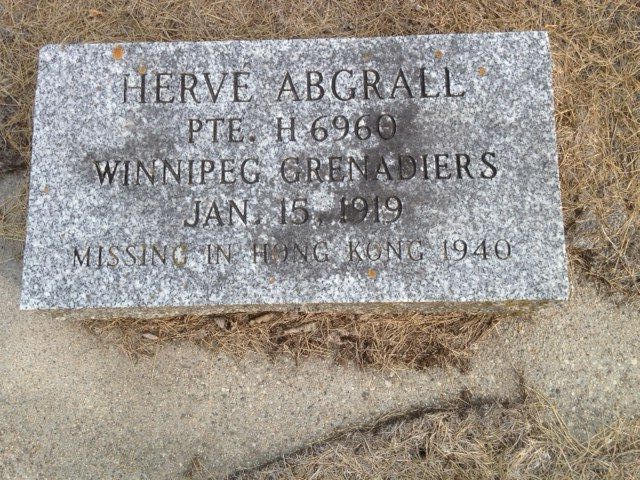 HERVÉ ABGRALL
PTE. H 6960
WINNIPEG GRENADIERS
JAN. 15. 1919
MISSING IN HONG KONG 1940